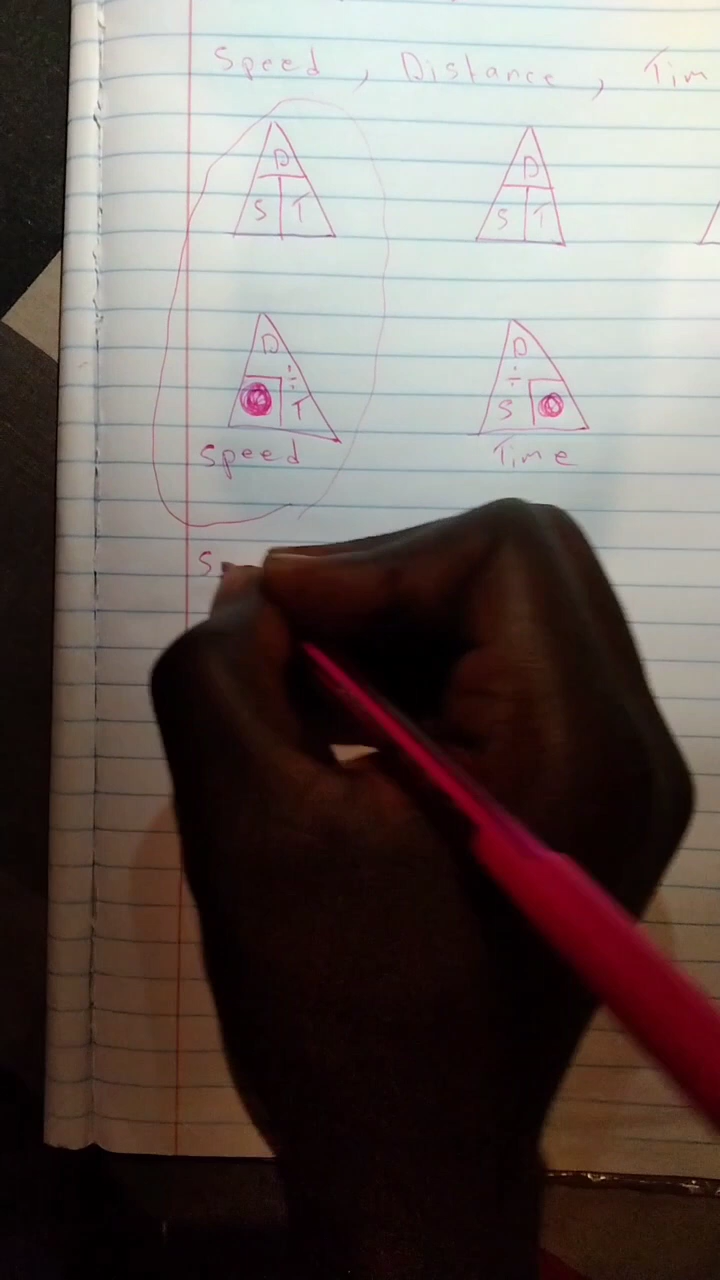 Speed, Distance, Tim
D D
S T S T
D D
÷ ÷
T S
Speed Time
S